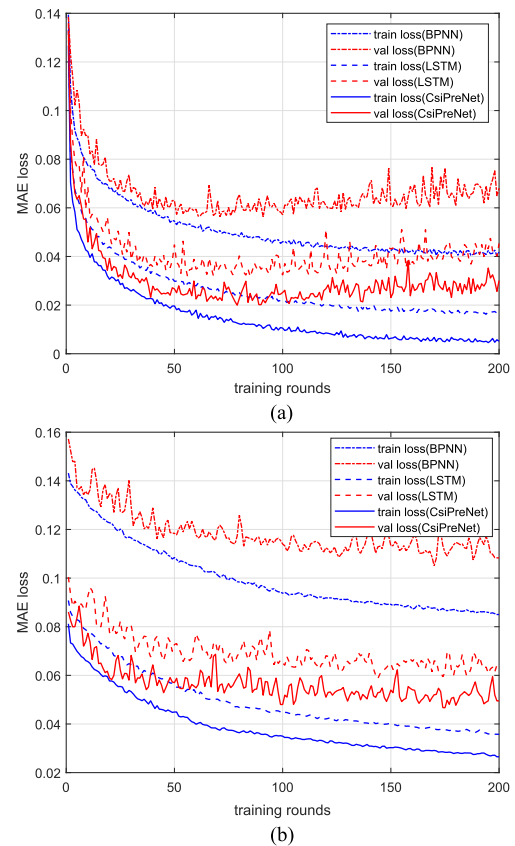 0.14
0.12
0.1
0.08
0.06
0.04
0.02
0
MAE loss
train loss(BPNN)
val loss(BPNN)
train loss(LSTM)
val loss(LSTM)
train loss(CsiPreNet)
val loss(CsiPreNet)
0 50 100 150 200
training rounds
(a)
0.16
0.14
0.12
0.1
0.08
0.06
0.04
0.02
MAE loss
train loss(BPNN)
val loss(BPNN)
train loss(LSTM)
val loss(LSTM)
train loss(CsiPreNet)
val loss(CsiPreNet)
0 50 100 150 200
training rounds
(b)